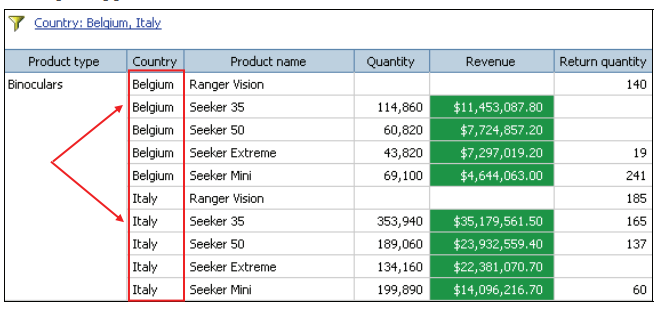 Country: Belgium, Italy
Product type Country Product name Quantity Revenue Return quantity
Binoculars Belgium Ranger Vision 140
Belgium Seeker 35 114,860 $11,453,087.80
Belgium Seeker 50 60,820 $7,724,857.20
Belgium Seeker Extreme 43,820 $7,297,019.20 19
Belgium Seeker Mini 69,100 $4,644,063.00 241
Italy Ranger Vision 185
Italy Seeker 35 353,940 $35,179,561.50 165
Italy Seeker 50 189,060 $23,932,559.40 137
Italy Seeker Extreme 134,160 $22,381,070.70
Italy Seeker Mini 199,890 $14,096,216.70 60